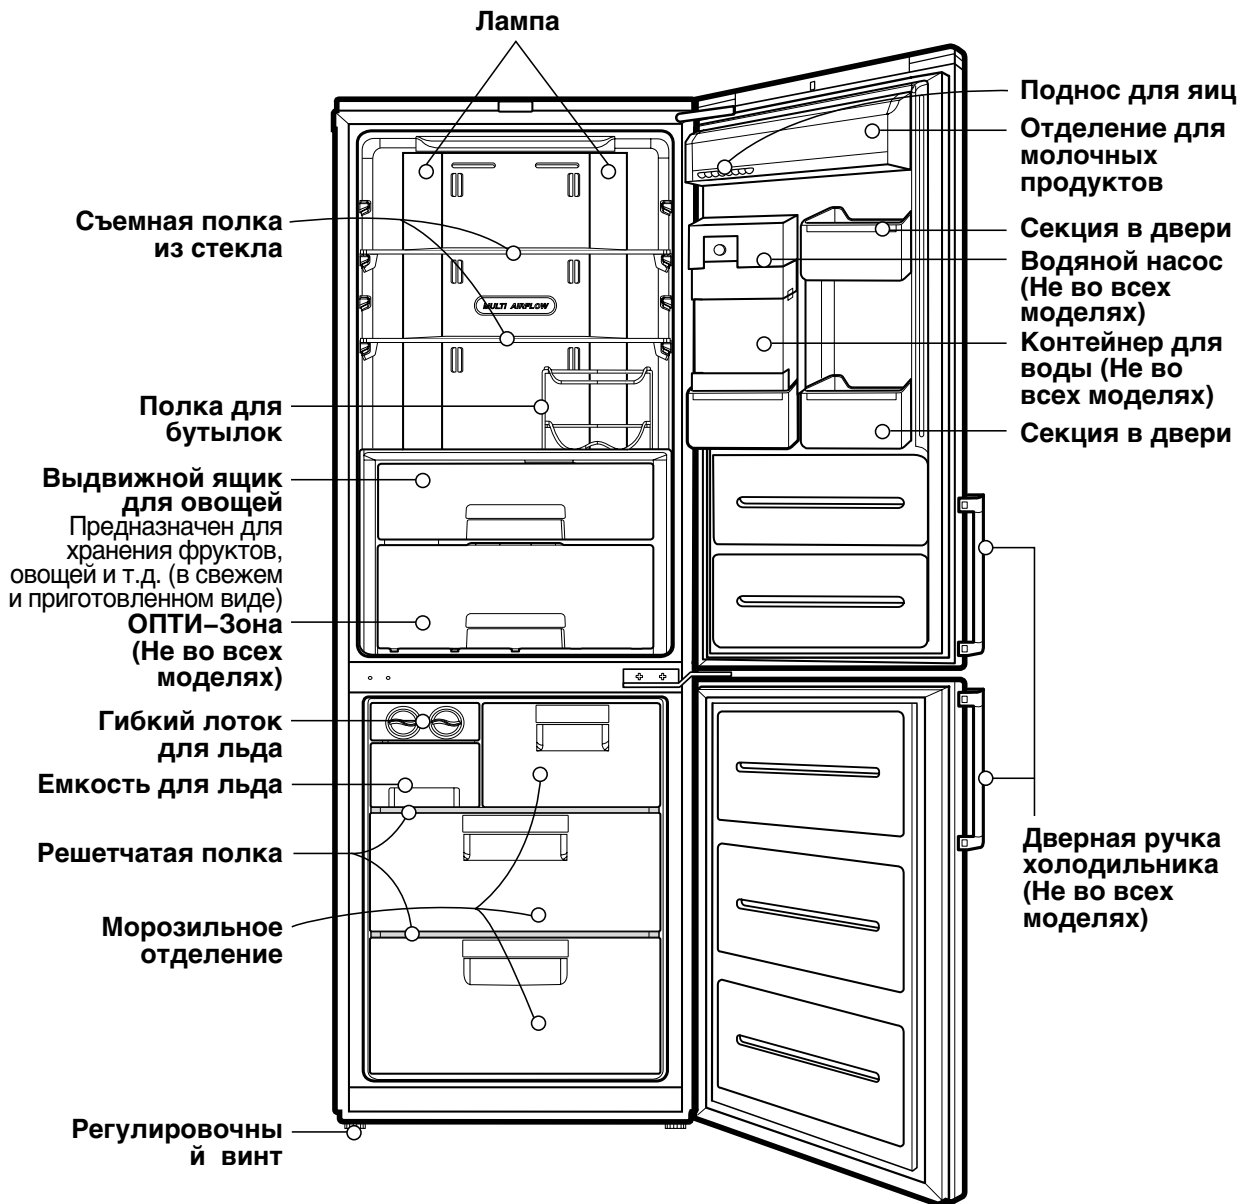 Лампа
Съемная полка
из стекла
MULTI AIRFLOW
Полка для
бутылок
Выдвижной ящик
для овощей
Предназначен для
хранения фруктов,
овощей и т.д. (в свежем
и приготовленном виде)
ОПТИ–Зона
(Не во всех
моделях)
Гибкий лоток
для льда
Емкость для льда
Решетчатая полка
Морозильное
отделение
Регулировочны
й винт
Поднос для яиц
Отделение для
молочных
продуктов
Секция в двери
Водяной насос
(Не во всех
моделях)
Контейнер для
воды (Не во
всех моделях)
Секция в двери
Дверная ручка
холодильника
(Не во всех
моделях)